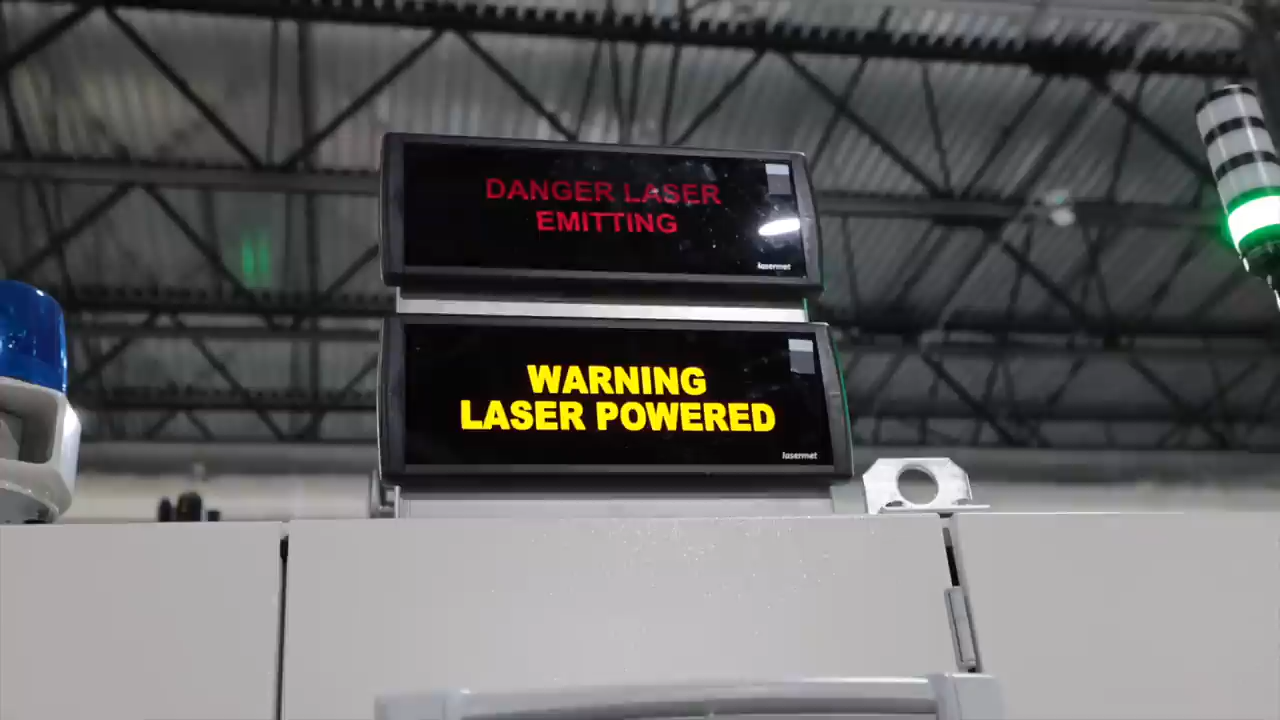 DANGER LASER
EMITTING
lasermet
WARNING
LASER POWERED
lasermet